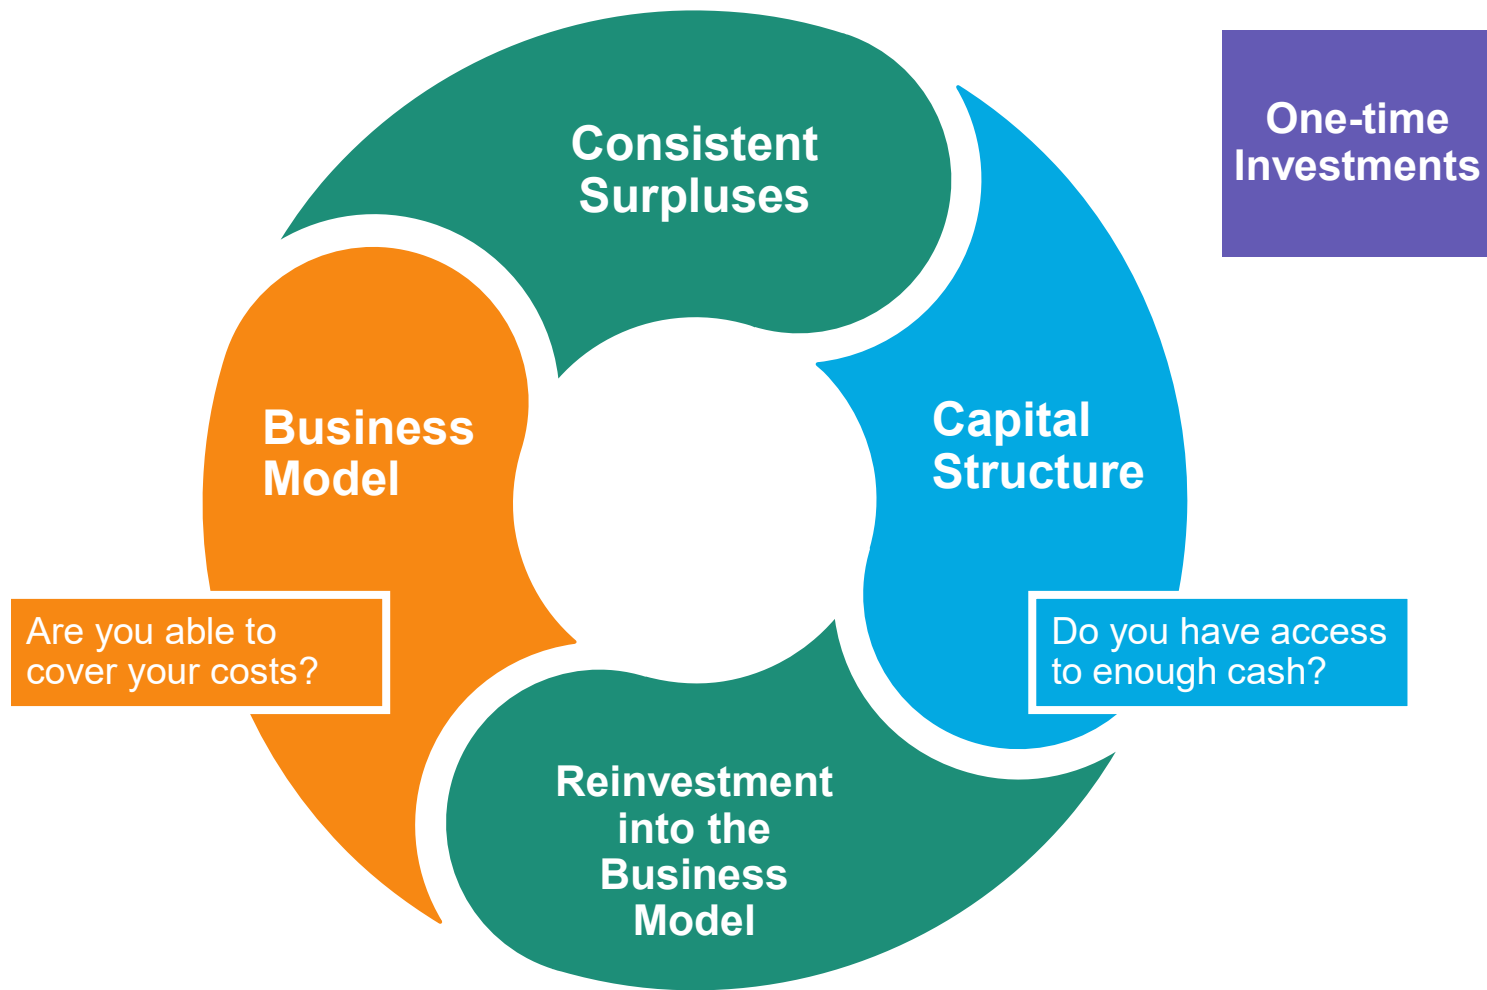 Consistent
Surpluses
One-time
Investments
Business
Model
Capital
Structure
Are you able to
cover your costs?
Do you have access
to enough cash?
Reinvestment
into the
Business
Model